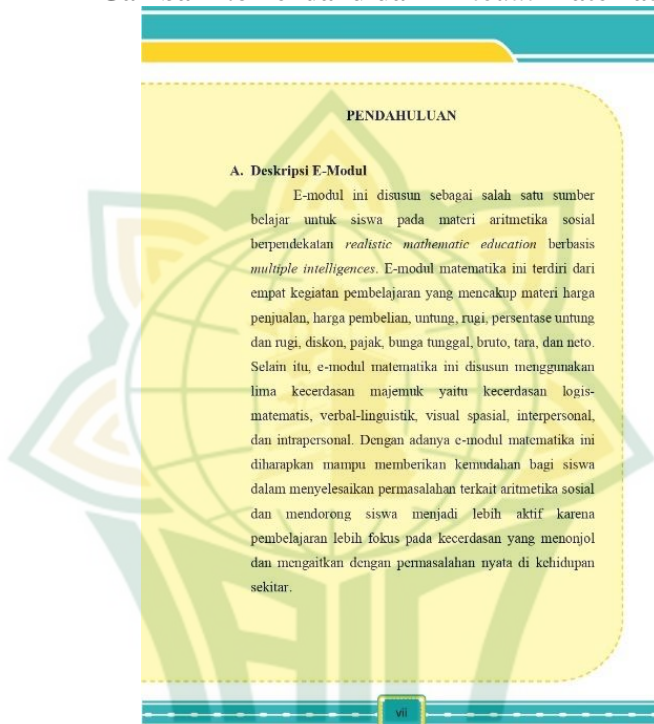 PENDAHULUAN
A. Deskripsi E-Modul
E-modul ini disusun sebagai salah satu sumber
belajar untuk siswa pada materi aritmetika sosial
berpendekatan realistic mathematic education berbasis
multiple intelligences. E-modul matematika ini terdiri dari
empat kegiatan pembelajaran yang mencakup materi harga
penjualan, harga pembelian, untung, rugi, persentase untung
dan rugi, diskon, pajak, bunga tunggal, bruto, tara, dan neto.
Selain itu, e-modul matematika ini disusun menggunakan
lima kecerdasan majemuk yaitu kecerdasan logis-
matematis, verbal-linguistik, visual spasial, interpersonal,
dan intrapersonal. Dengan adanya e-modul matematika ini
diharapkan mampu memberikan kemudahan bagi siswa
dalam menyelesaikan permasalahan terkait aritmetika sosial
dan mendorong siswa menjadi lebih aktif karena
pembelajaran lebih fokus pada kecerdasan yang menonjol
dan mengaitkan dengan permasalahan nyata di kehidupan
sekitar.
vii